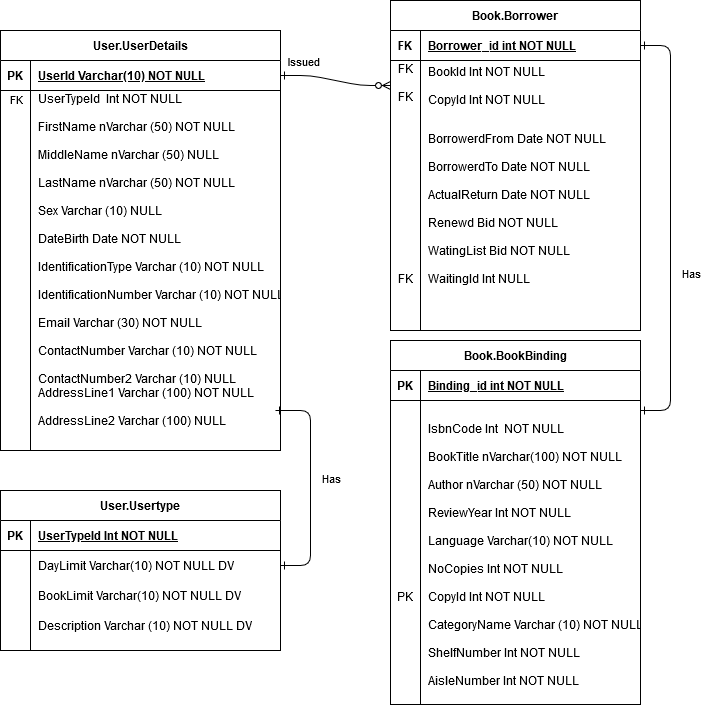 User.UserDetails
PK UserId Varchar(10) NOT NULL
FK UserTypeId Int NOT NULL
FirstName nVarchar (50) NOT NULL
MiddleName nVarchar (50) NULL
LastName nVarchar (50) NOT NULL
Sex Varchar (10) NULL
DateBirth Date NOT NULL
IdentificationType Varchar (10) NOT NULL
IdentificationNumber Varchar (10) NOT NULL
Email Varchar (30) NOT NULL
ContactNumber Varchar (10) NOT NULL
ContactNumber2 Varchar (10) NULL
AddressLine1 Varchar (100) NOT NULL
AddressLine2 Varchar (100) NULL
Issued
Has
User.Usertype
PK UserTypeId Int NOT NULL
DayLimit Varchar(10) NOT NULL DV
BookLimit Varchar(10) NOT NULL DV
Description Varchar (10) NOT NULL DV
Book.Borrower
FK Borrower_id int NOT NULL
FK BookId Int NOT NULL
FK CopyId Int NOT NULL
BorrowerdFrom Date NOT NULL
BorrowerdTo Date NOT NULL
ActualReturn Date NOT NULL
Renewd Bid NOT NULL
WatingList Bid NOT NULL
FK WaitingId Int NULL
Has
Book.BookBinding
PK Binding_id int NOT NULL
IsbnCode Int NOT NULL
BookTitle nVarchar(100) NOT NULL
Author nVarchar (50) NOT NULL
ReviewYear Int NOT NULL
Language Varchar(10) NOT NULL
NoCopies Int NOT NULL
PK CopyId Int NOT NULL
CategoryName Varchar (10) NOT NULL
ShelfNumber Int NOT NULL
AisleNumber Int NOT NULL